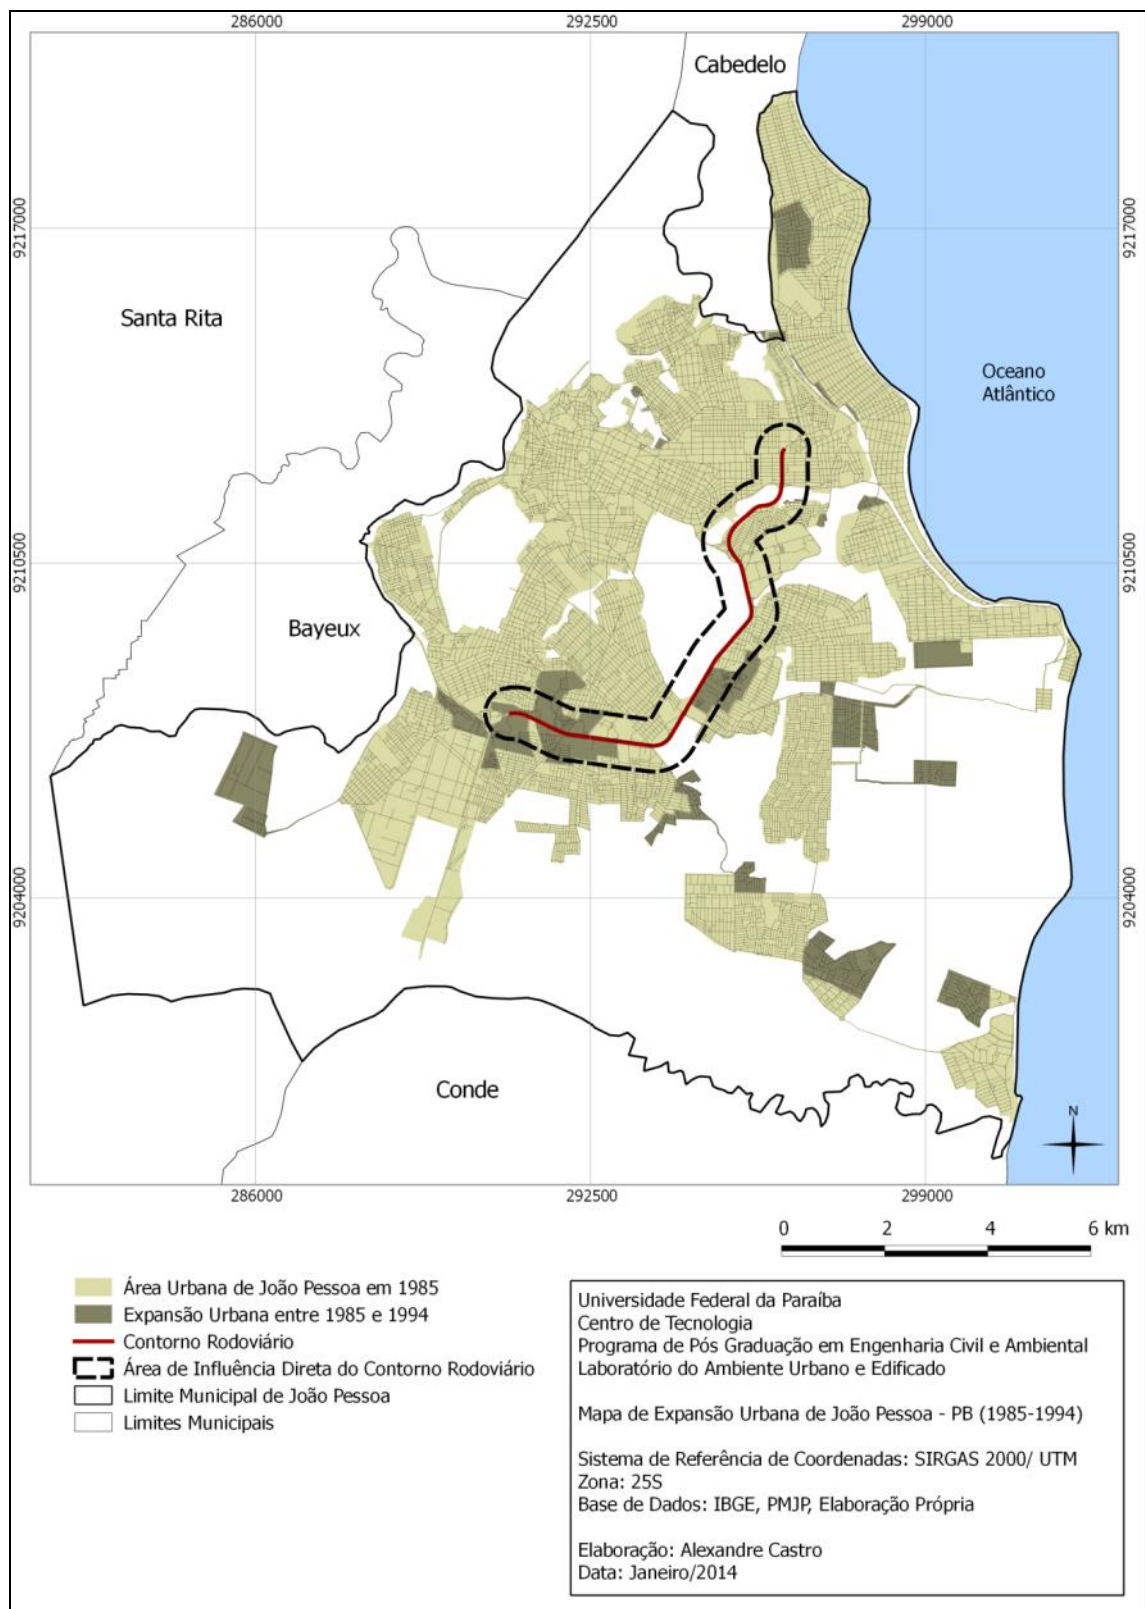 286000
292500
299000
Cabedelo
9217000
9217000
Santa Rita
Oceano
Atlântico
9210500
9210500
Bayeux
9204000
9204000
Conde
N
286000
292500
299000
0 2 4 6 km
Área Urbana de João Pessoa em 1985
Expansão Urbana entre 1985 e 1994
Contorno Rodoviário
Área de Influência Direta do Contorno Rodoviário
Limite Municipal de João Pessoa
Limites Municipais
Universidade Federal da Paraíba
Centro de Tecnologia
Programa de Pós Graduação em Engenharia Civil e Ambiental
Laboratório do Ambiente Urbano e Edificado
Mapa de Expansão Urbana de João Pessoa - PB (1985-1994)
Sistema de Referência de Coordenadas: SIRGAS 2000/ UTM
Zona: 25S
Base de Dados: IBGE, PMJP, Elaboração Própria
Elaboração: Alexandre Castro
Data: Janeiro/2014